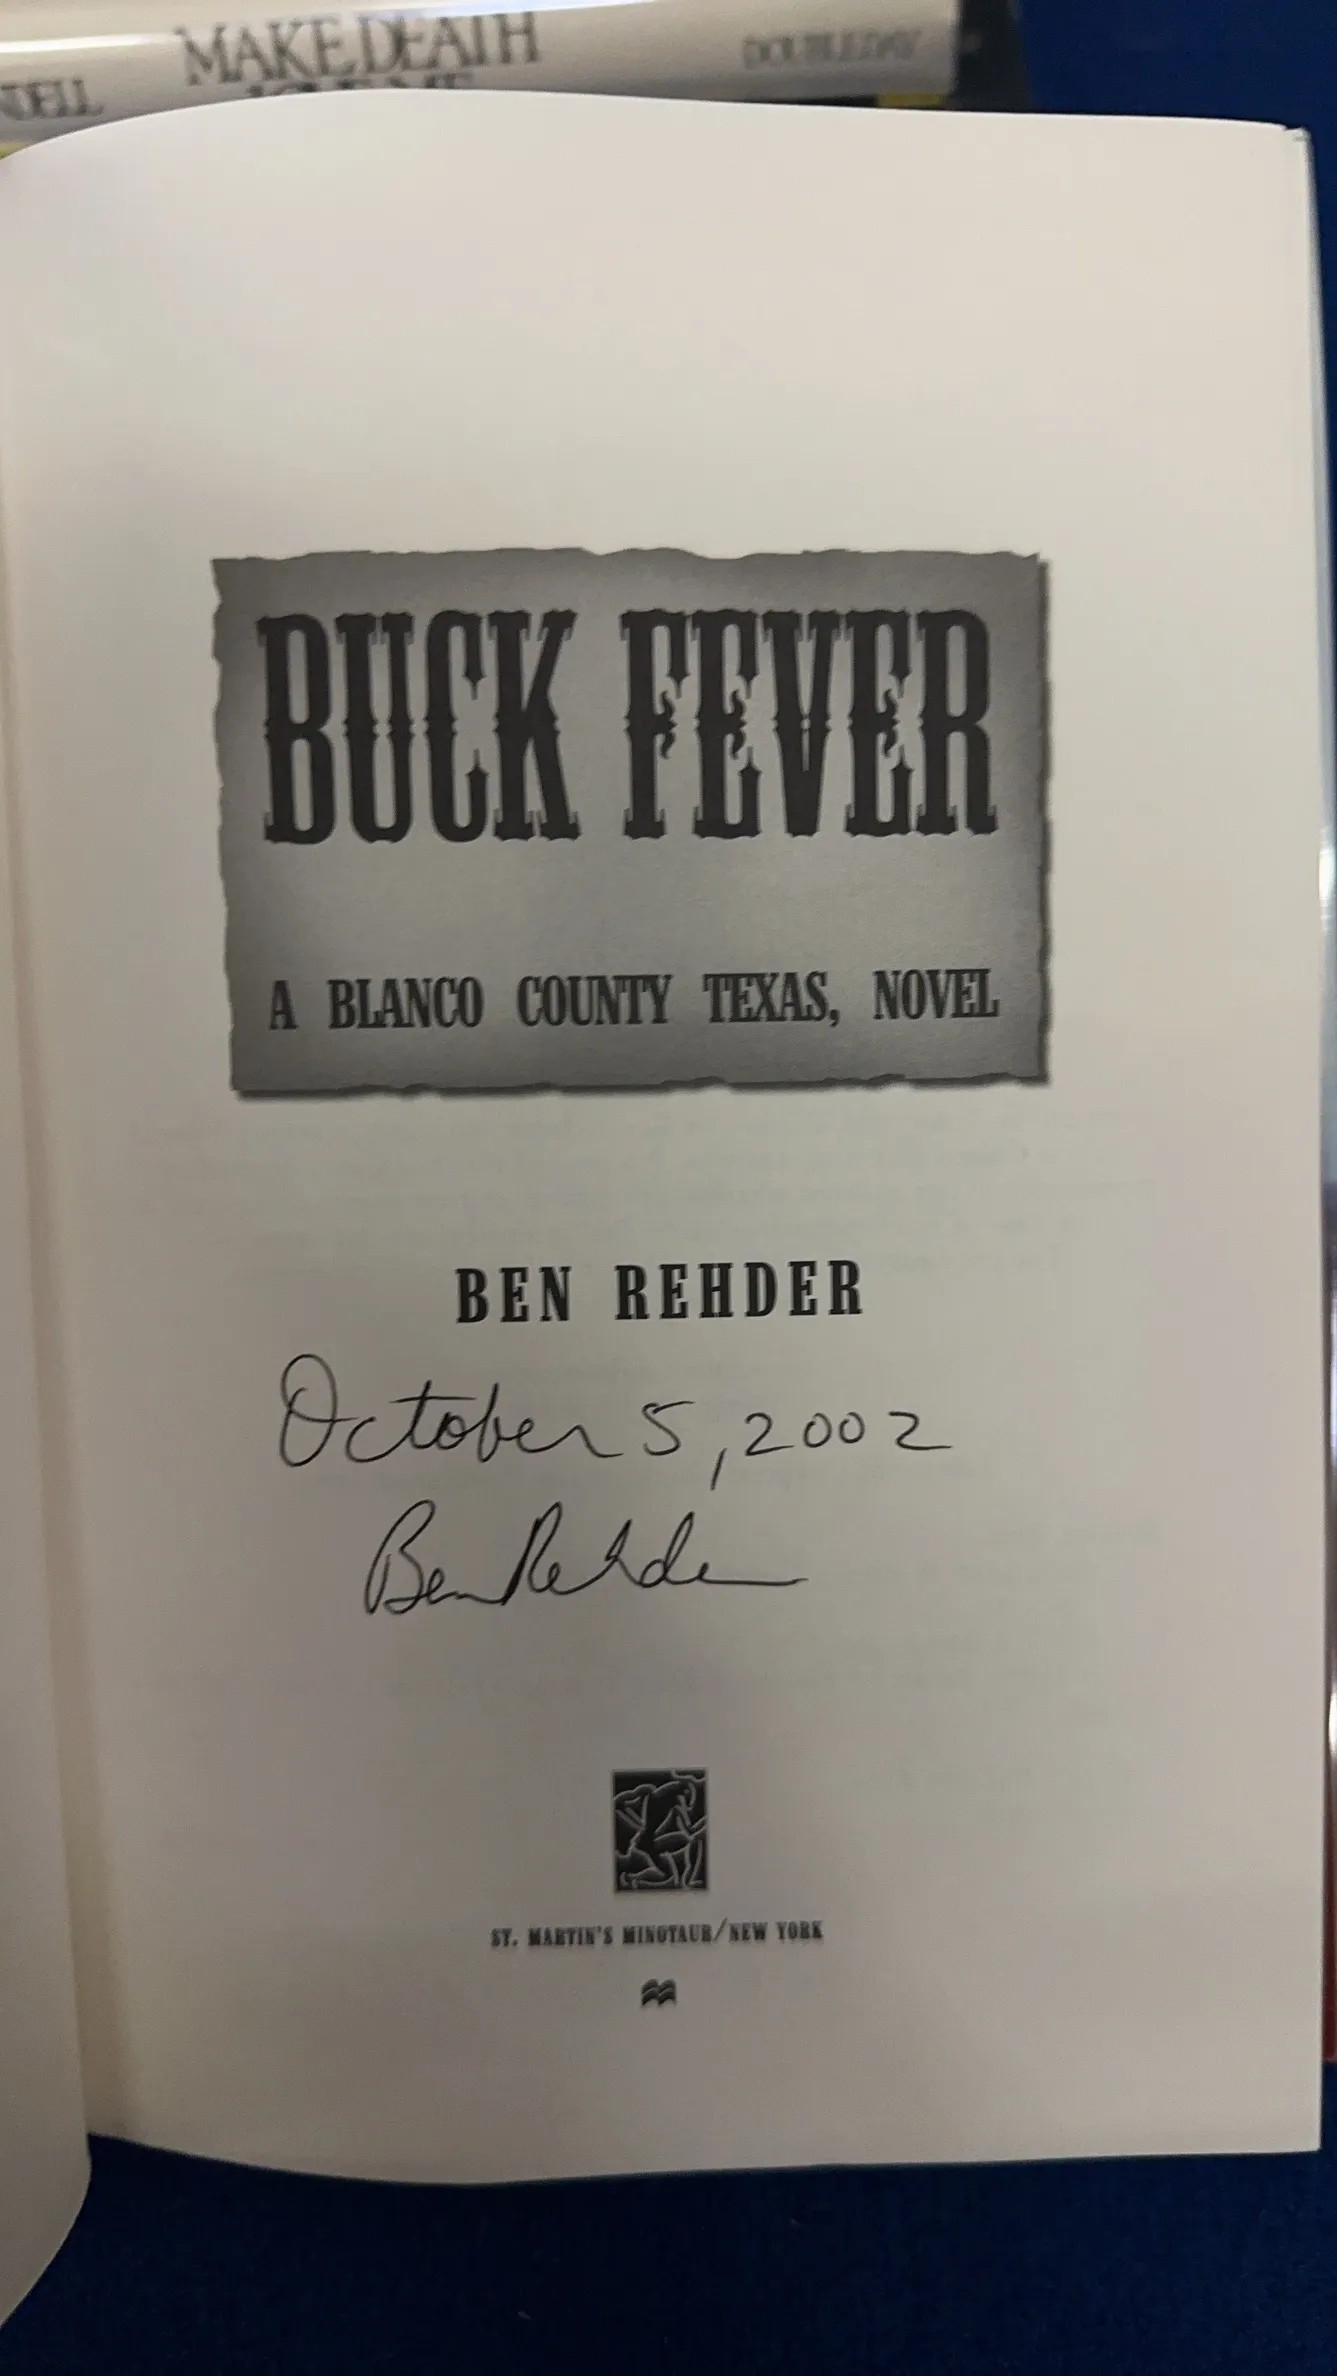 NDELL MAKE DEATH DOUBLEDAY
BUCK FEVER
A BLANCO COUNTY TEXAS, NOVEL
BEN REHDER
October 5, 2002
Ben Rehder
ST. MARTIN'S MINOTAUR/NEW YORK